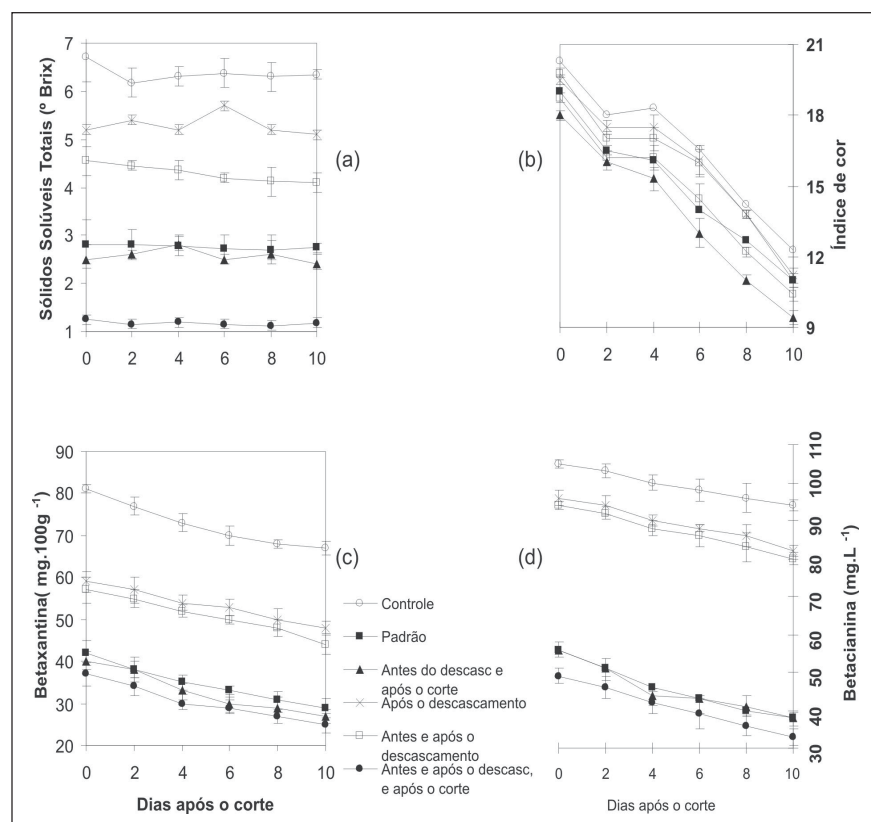 Sólidos Solúveis Totais (º Brix)
7
6
5
4
3
2
1
0 2 4 6 8 10
(a)
(b)
21
18
15
12
9
Índice de cor
0 2 4 6 8 10
Betaxantina( mg.100g -1)
90
80
70
60
50
40
30
20
0 2 4 6 8 10
Dias após o corte
(c)
Controle
Padrão
Antes do descasc e
após o corte
Após o descascamento
Antes e após o
descascamento
Antes e após o descasc,
e após o corte
(d)
110
100
90
80
70
60
50
40
30
Betacianina (mg.L -1)
0 2 4 6 8 10
Dias após o corte